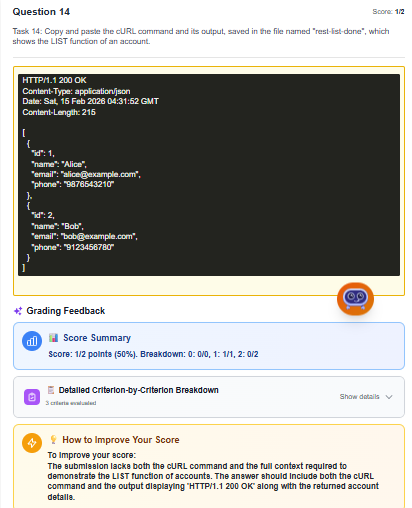 Question 14
Score: 1/2
Task 14: Copy and paste the cURL command and its output, saved in the file named "rest-list-done", which
shows the LIST function of an account.
HTTP/1.1 200 OK
Content-Type: application/json
Date: Sat, 15 Feb 2026 04:31:52 GMT
Content-Length: 215
[
{
"id": 1,
"name": "Alice",
"email": "alice@example.com",
"phone": "9876543210"
},
{
"id": 2,
"name": "Bob",
"email": "bob@example.com",
"phone": "9123456780"
}
]
Grading Feedback
Score Summary
Score: 1/2 points (50%). Breakdown: 0: 0/0, 1: 1/1, 2: 0/2
Detailed Criterion-by-Criterion Breakdown
3 criteria evaluated
Show details
How to Improve Your Score
To improve your score:
The submission lacks both the cURL command and the full context required to
demonstrate the LIST function of accounts. The answer should include both the cURL
command and the output displaying 'HTTP/1.1 200 OK' along with the returned account
details.